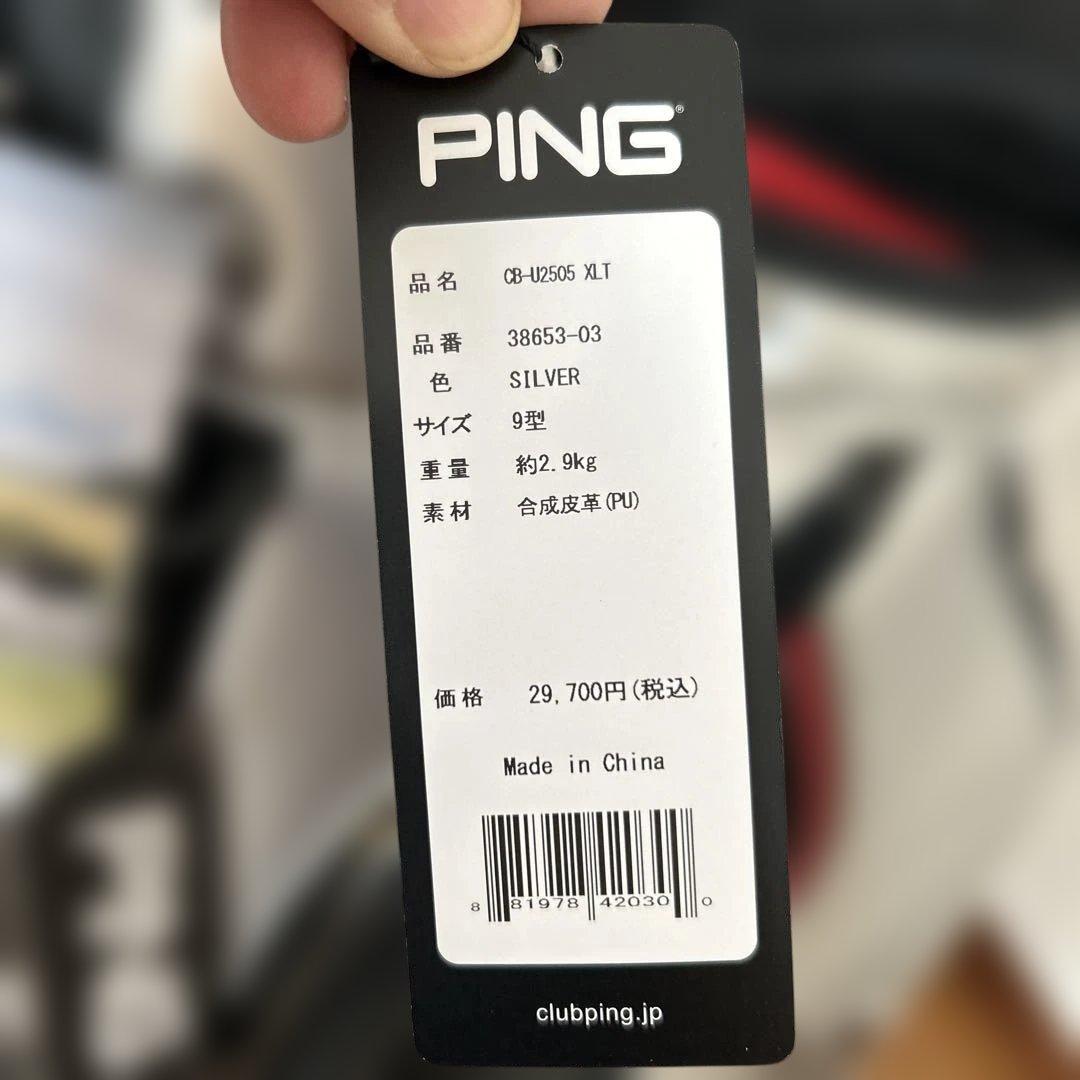 PING®
品名 CB-U2505 XLT
品番 38653-03
色 SILVER
サイズ 9型
重量 約2.9kg
素材 合成皮革(PU)
価格 29,700円(税込)
Made in China
8 81978 42030 0
clubping.jp